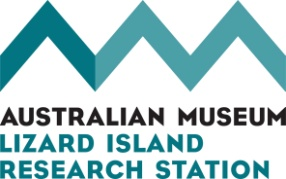 AUSTRALIAN MUSEUM
LIZARD ISLAND
RESEARCH STATION